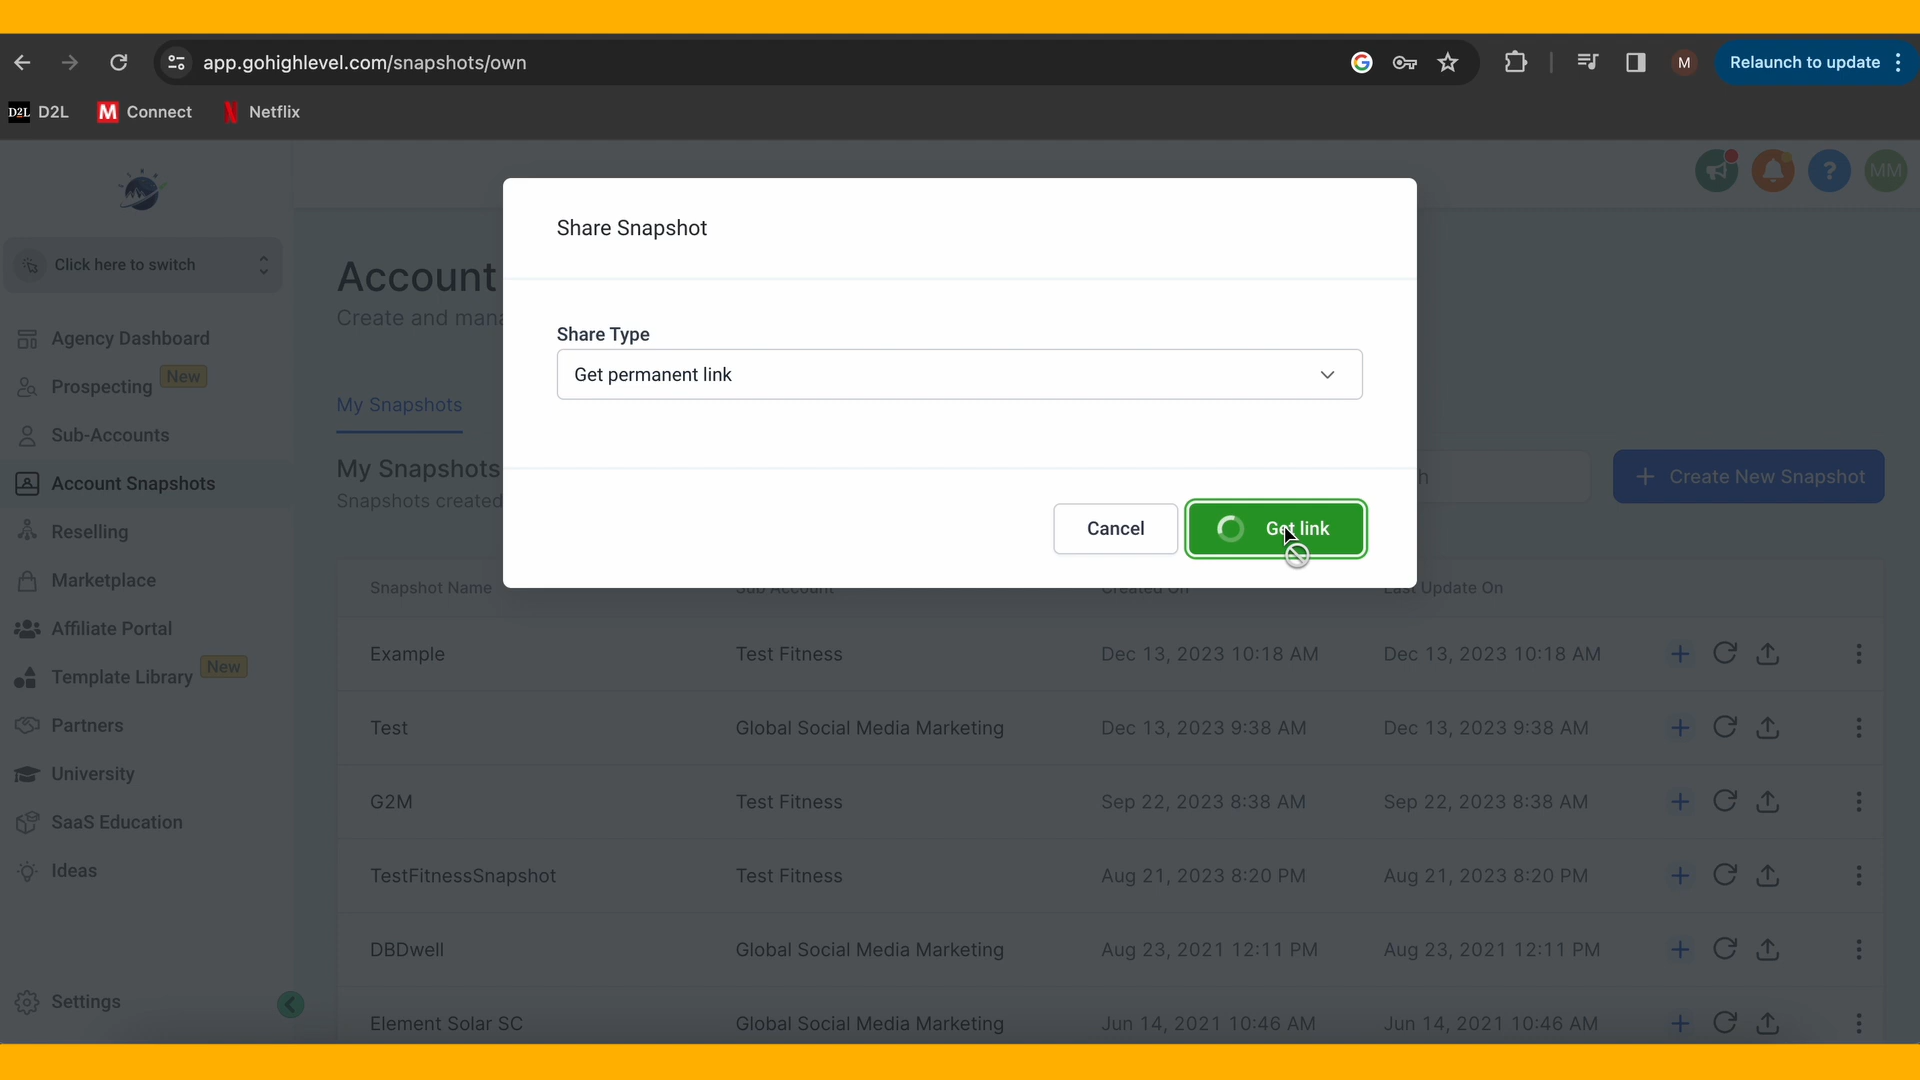 app.gohighlevel.com/snapshots/own
Relaunch to update
M
D2L D2L
M Connect
Netflix
MM
?
Click here to switch
Agency Dashboard
Prospecting New
Sub-Accounts
Account Snapshots
Reselling
Marketplace
Affiliate Portal
Template Library New
Partners
University
SaaS Education
Ideas
Settings
Account
Create and mana
My Snapshots
My Snapshots
Snapshots created
h
+ Create New Snapshot
Share Snapshot
Share Type
Get permanent link
Cancel
Get link
Snapshot Name Sub Account Created On Last Update On
Example Test Fitness Dec 13, 2023 10:18 AM Dec 13, 2023 10:18 AM
Test Global Social Media Marketing Dec 13, 2023 9:38 AM Dec 13, 2023 9:38 AM
G2M Test Fitness Sep 22, 2023 8:38 AM Sep 22, 2023 8:38 AM
TestFitnessSnapshot Test Fitness Aug 21, 2023 8:20 PM Aug 21, 2023 8:20 PM
DBDwell Global Social Media Marketing Aug 23, 2021 12:11 PM Aug 23, 2021 12:11 PM
Element Solar SC Global Social Media Marketing Jun 14, 2021 10:46 AM Jun 14, 2021 10:46 AM